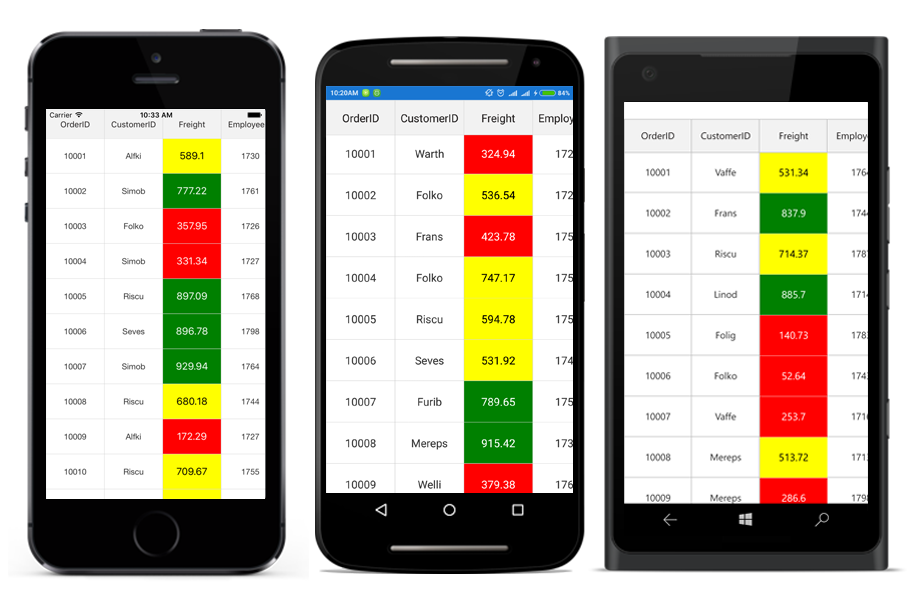 Carrier 10:33 AM
OrderID CustomerID Freight Employee
10001 Alfki 589.1 1730
10002 Simob 777.22 1761
10003 Folko 357.95 1726
10004 Simob 331.34 1727
10005 Riscu 897.09 1768
10006 Seves 896.78 1798
10007 Simob 929.94 1764
10008 Riscu 680.18 1744
10009 Alfki 172.29 1727
10010 Riscu 709.67 1755
10:20AM 84%
OrderID CustomerID Freight Employ
10001 Warth 324.94 172
10002 Folko 536.54 172
10003 Frans 423.78 175
10004 Folko 747.17 175
10005 Riscu 594.78 175
10006 Seves 531.92 174
10007 Furib 789.65 175
10008 Mereps 915.42 173
10009 Welli 379.38 176
OrderID CustomerID Freight Employ
10001 Vaffe 531.34 176
10002 Frans 837.9 174
10003 Riscu 714.37 178
10004 Linod 885.7 171
10005 Folig 140.73 178
10006 Folko 52.64 174
10007 Vaffe 253.7 171
10008 Mereps 513.72 171
10009 Mereps 286.6 179